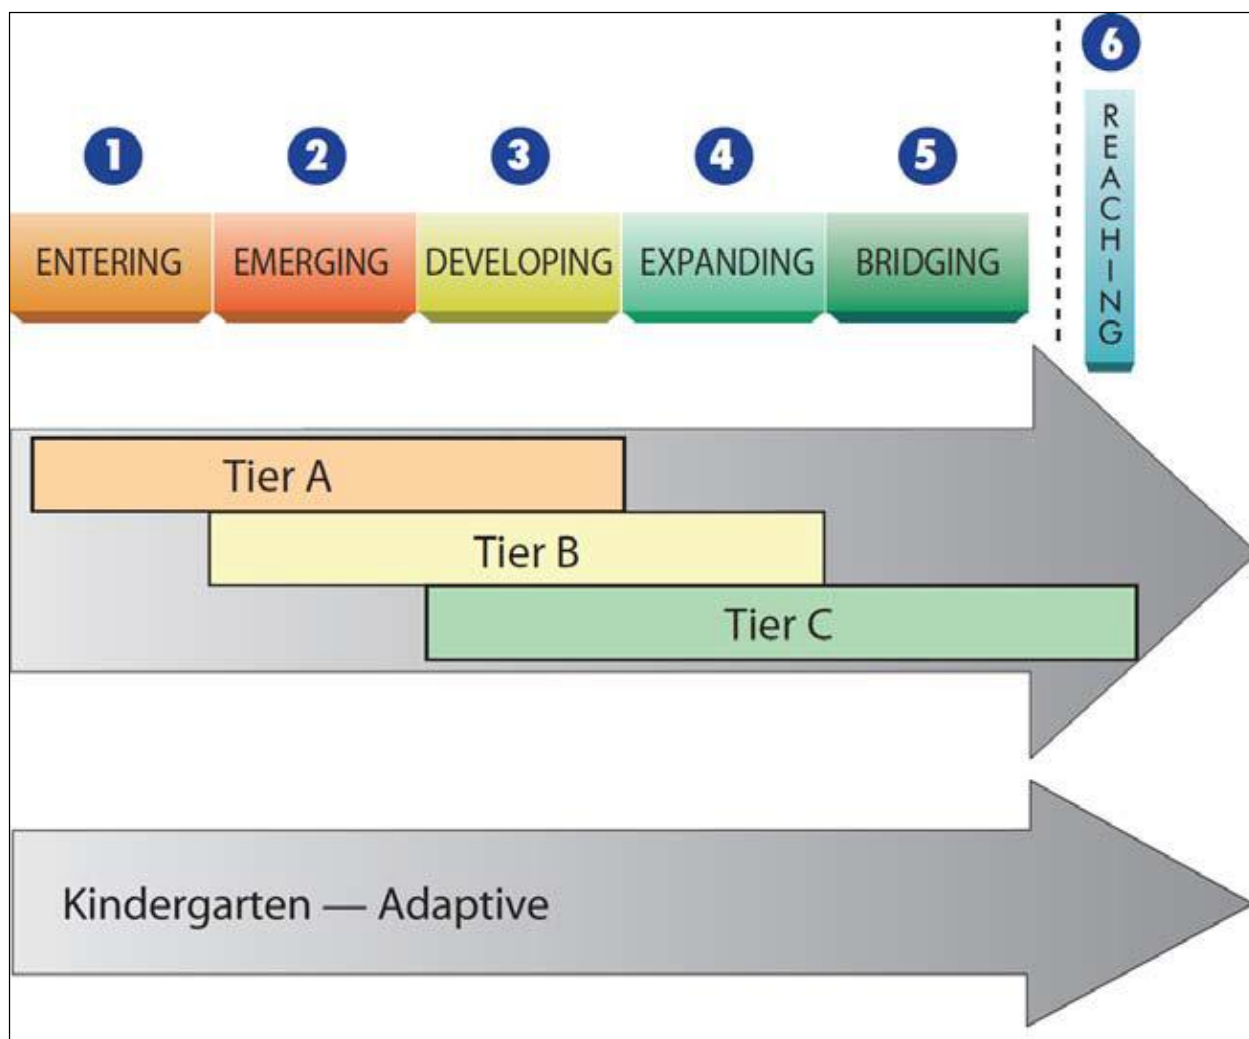 6
1 2 3 4 5
REACHING
ENTERING EMERGING DEVELOPING EXPANDING BRIDGING
Tier A
Tier B
Tier C
Kindergarten — Adaptive